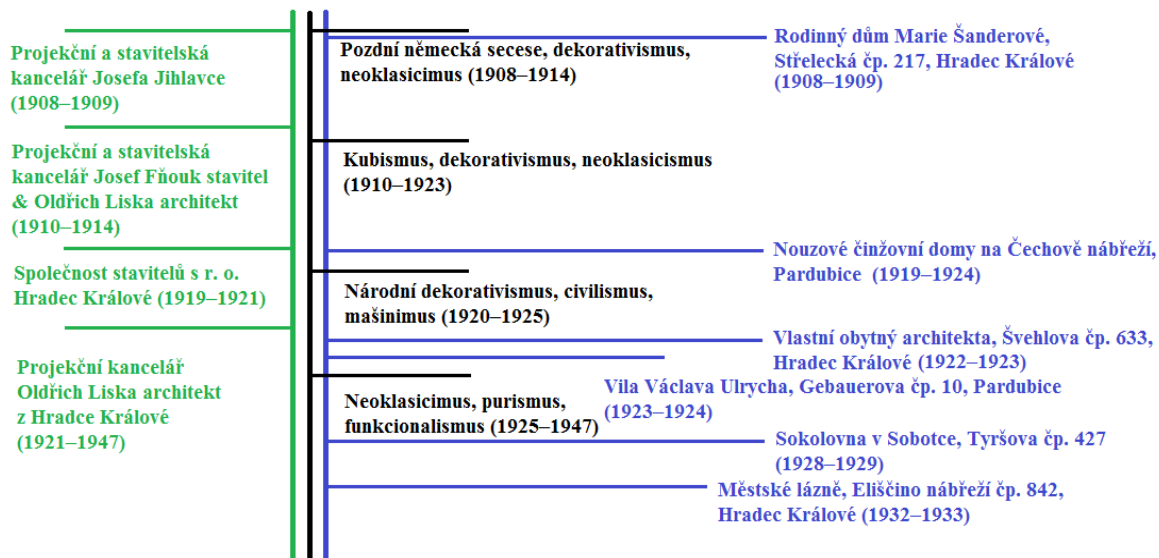 Projekční a stavitelská
kancelář Josefa Jihlavce
(1908–1909)
Projekční a stavitelská
kancelář Josef Fňouk stavitel
& Oldřich Liska architekt
(1910–1914)
Společnost stavitelů s r. o.
Hradec Králové (1919–1921)
Projekční kancelář
Oldřich Liska architekt
z Hradce Králové
(1921–1947)
Pozdní německá secese, dekorativismus,
neoklasicimus (1908–1914)
Kubismus, dekorativismus, neoklasicismus
(1910–1923)
Národní dekorativismus, civilismus,
mašinimus (1920–1925)
Neoklasicimus, purismus,
funkcionalismus (1925–1947)
Rodinný dům Marie Šanderové,
Střelecká čp. 217, Hradec Králové
(1908–1909)
Nouzové činžovní domy na Čechově nábřeží,
Pardubice (1919–1924)
Vlastní obytný architekta, Švehlova čp. 633,
Hradec Králové (1922–1923)
Vila Václava Ulrycha, Gebauerova čp. 10, Pardubice
(1923–1924)
Sokolovna v Sobotce, Tyršova čp. 427
(1928–1929)
Městské lázně, Eliščino nábřeží čp. 842,
Hradec Králové (1932–1933)